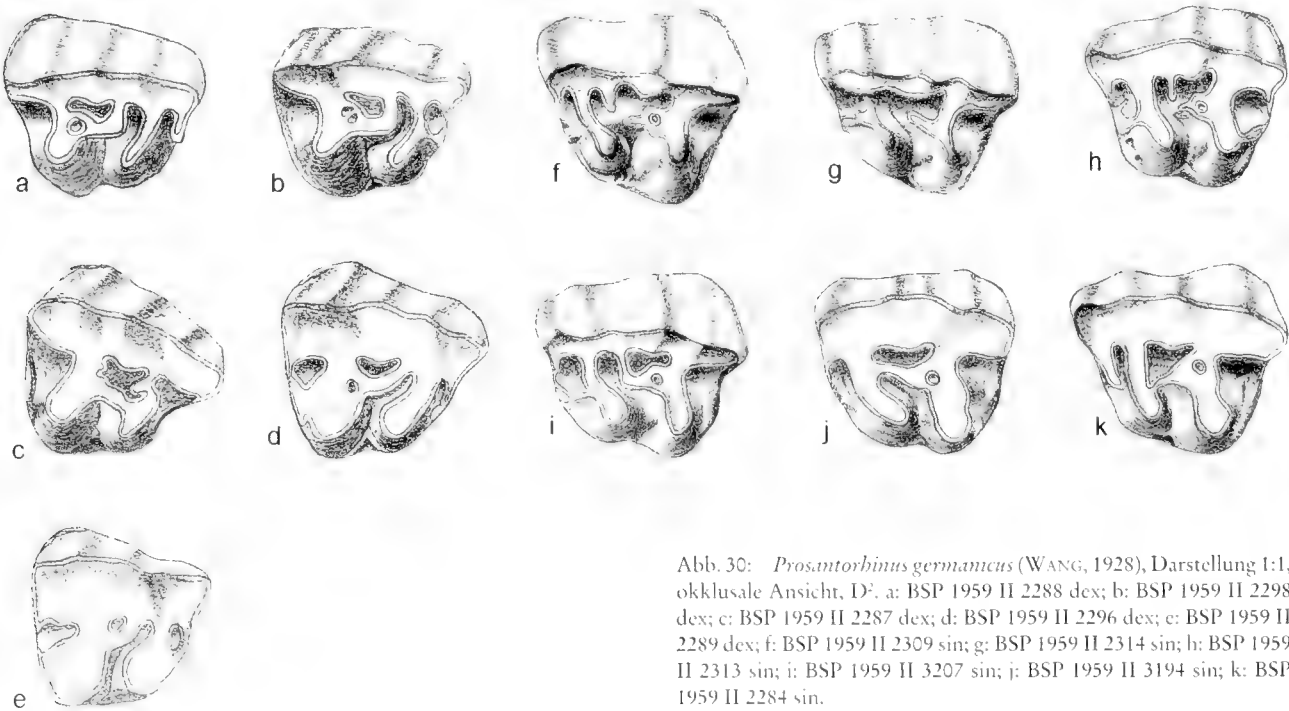 a b f g h
c d i j k
e
Abb. 30: Prosantorhinus germanicus (WANG, 1928), Darstellung 1:1,
okklusale Ansicht, D². a: BSP 1959 II 2288 dex; b: BSP 1959 II 2298
dex; c: BSP 1959 II 2287 dex; d: BSP 1959 II 2296 dex; e: BSP 1959 II
2289 dex; f: BSP 1959 II 2309 sin; g: BSP 1959 II 2314 sin; h: BSP 1959
II 2313 sin; i: BSP 1959 II 3207 sin; j: BSP 1959 II 3194 sin; k: BSP
1959 II 2284 sin.